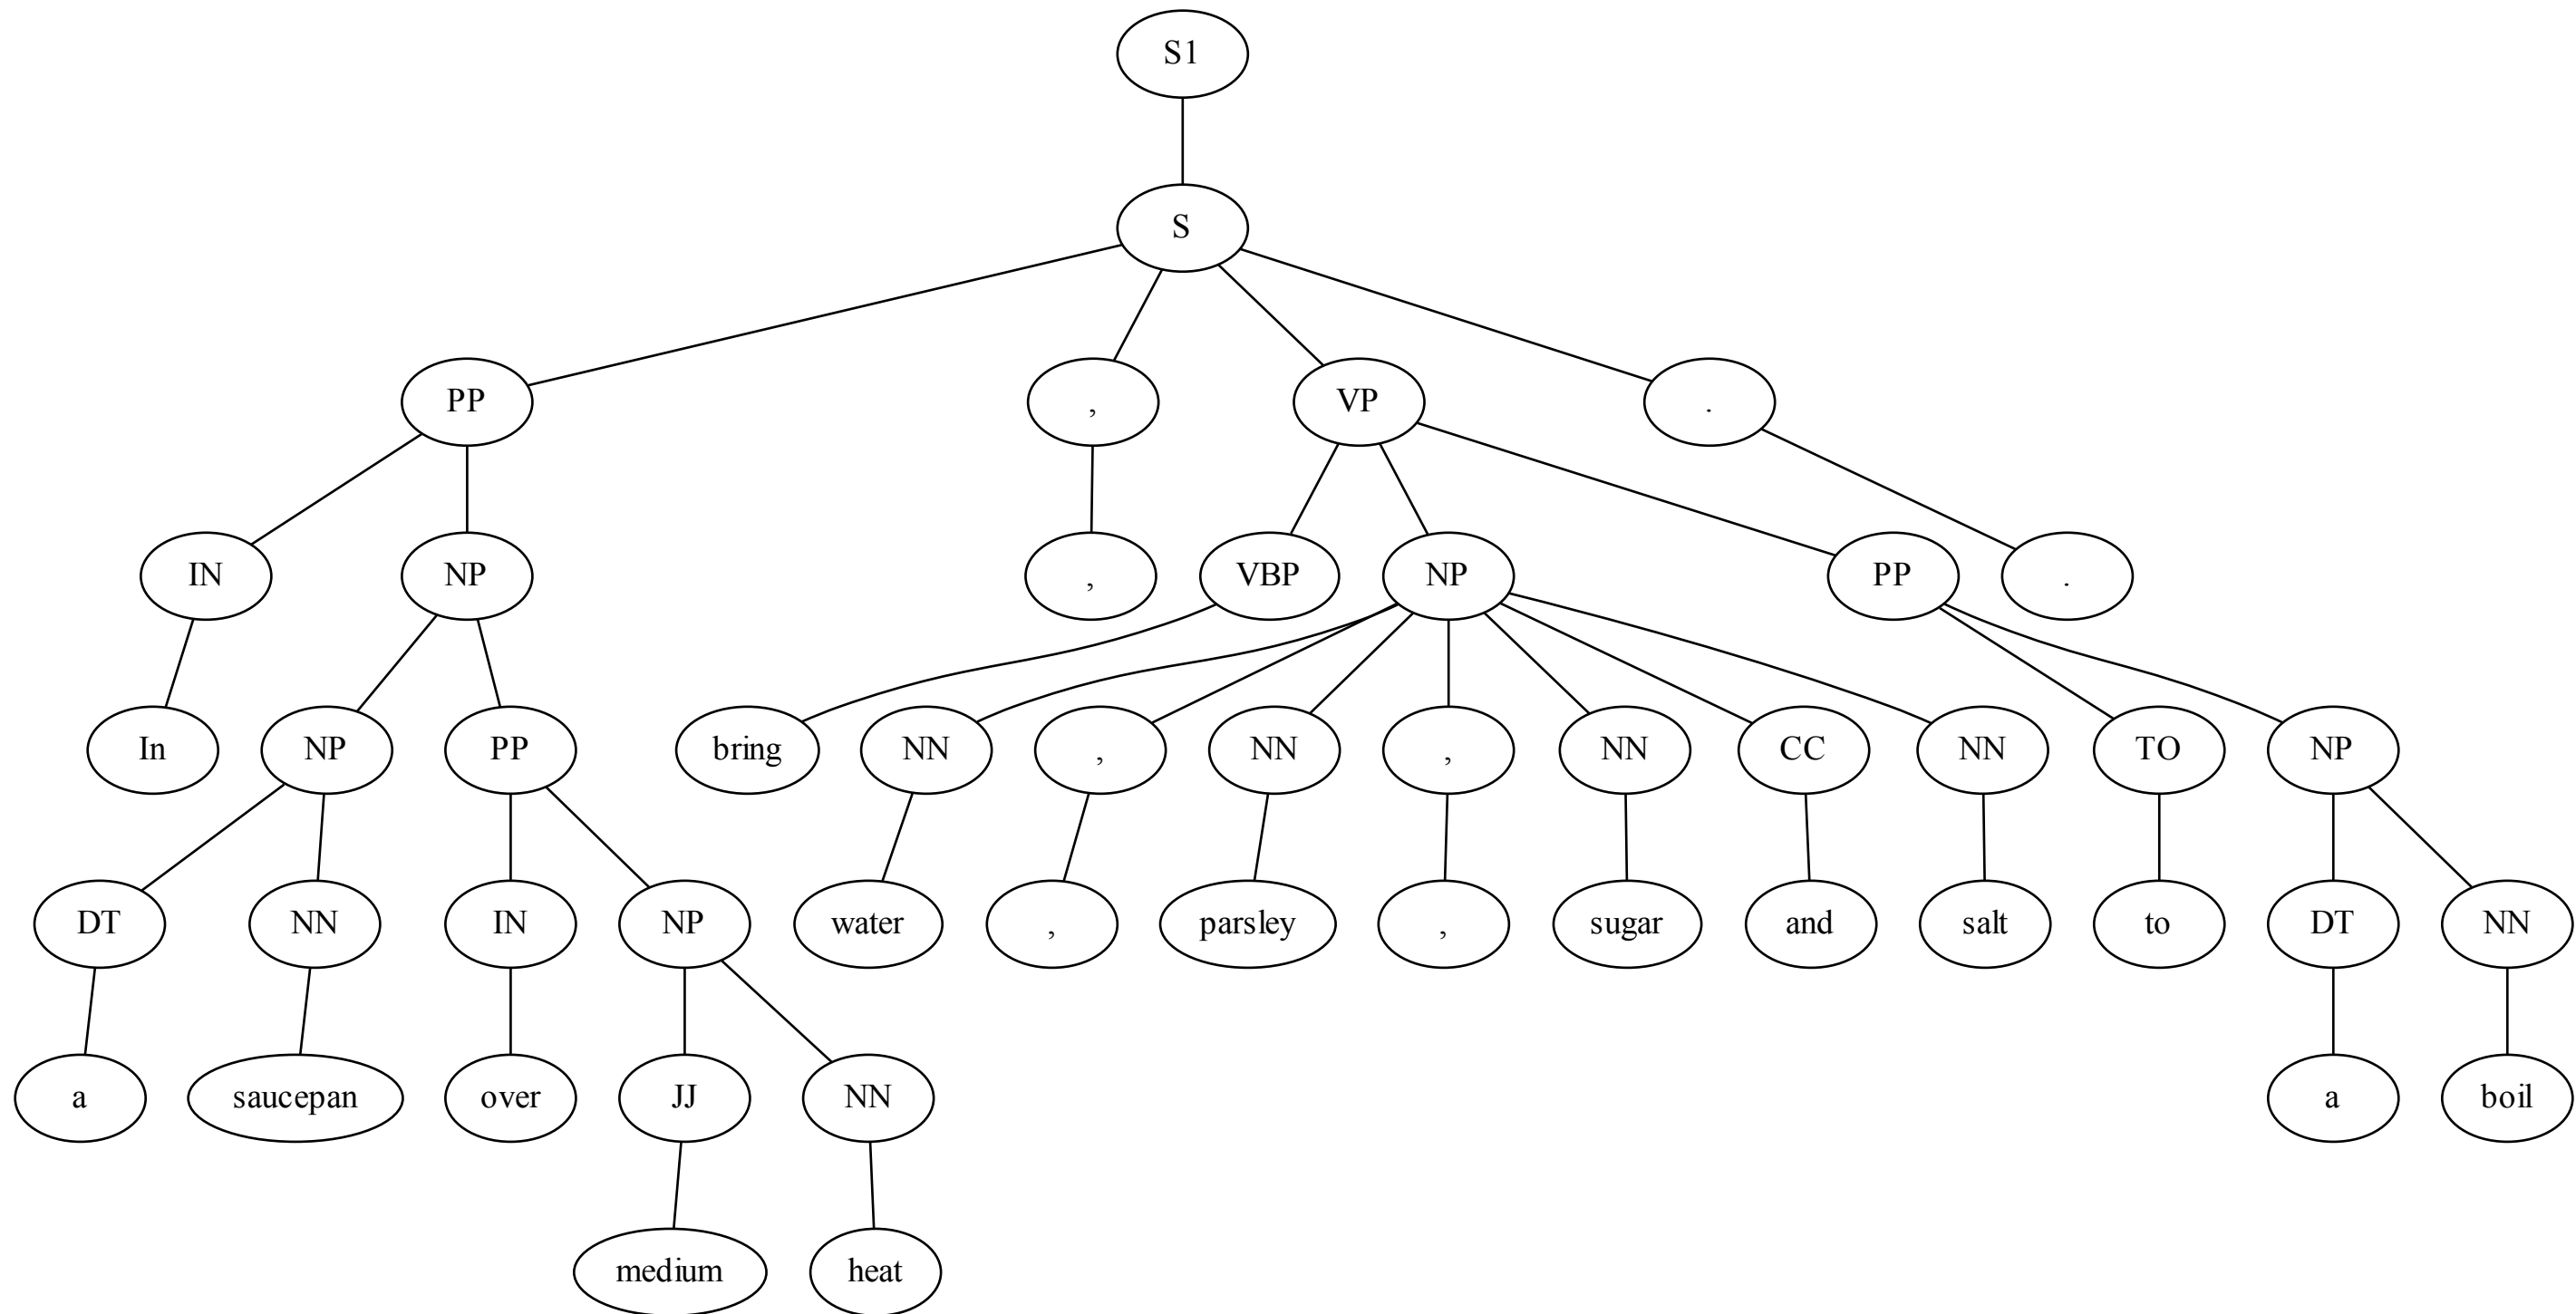 S1
S
PP , VP .
IN NP , VBP NP PP .
In NP PP bring NN , NN , NN CC NN TO NP
DT NN IN NP water , parsley , sugar and salt to DT NN
a saucepan over JJ NN a boil
medium heat